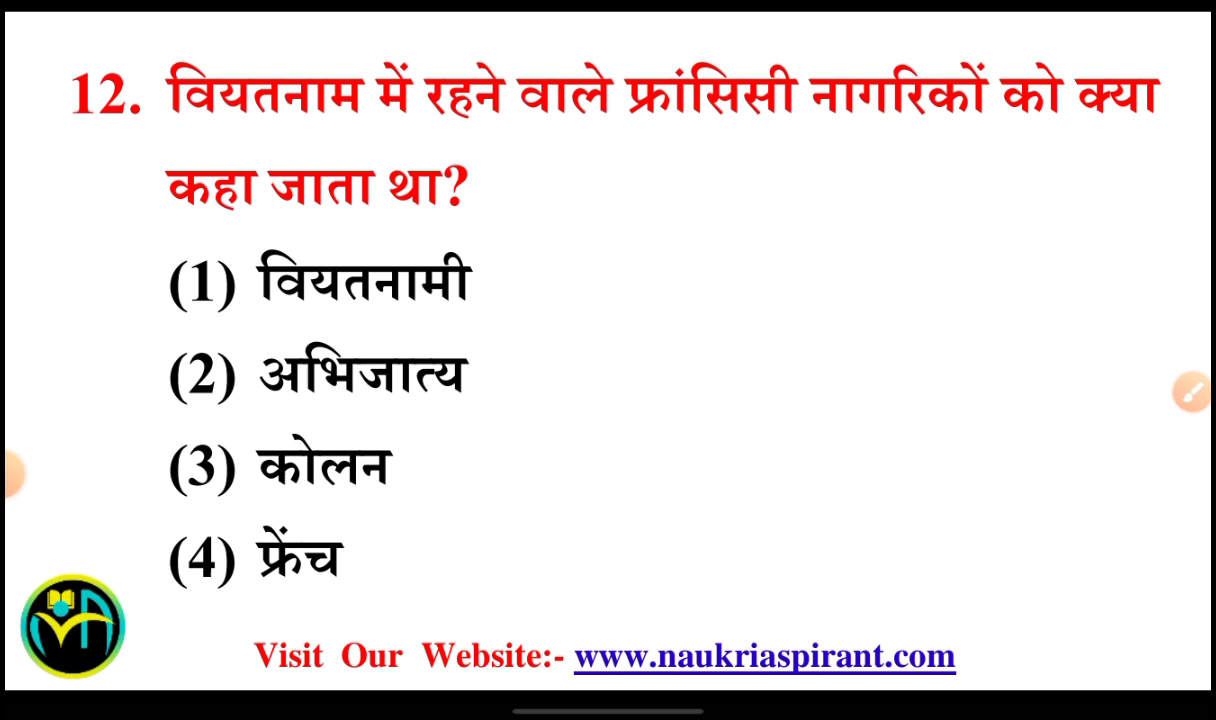 12. वियतनाम में रहने वाले फ्रांसिसी नागरिकों को क्या
कहा जाता था?
(1) वियतनामी
(2) अभिजात्य
(3) कोलन
(4) फ्रेंच
Visit Our Website:- www.naukriaspirant.com